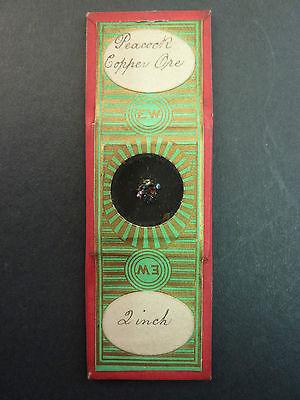 Peacock
Copper Ore
EW
EW
2 inch